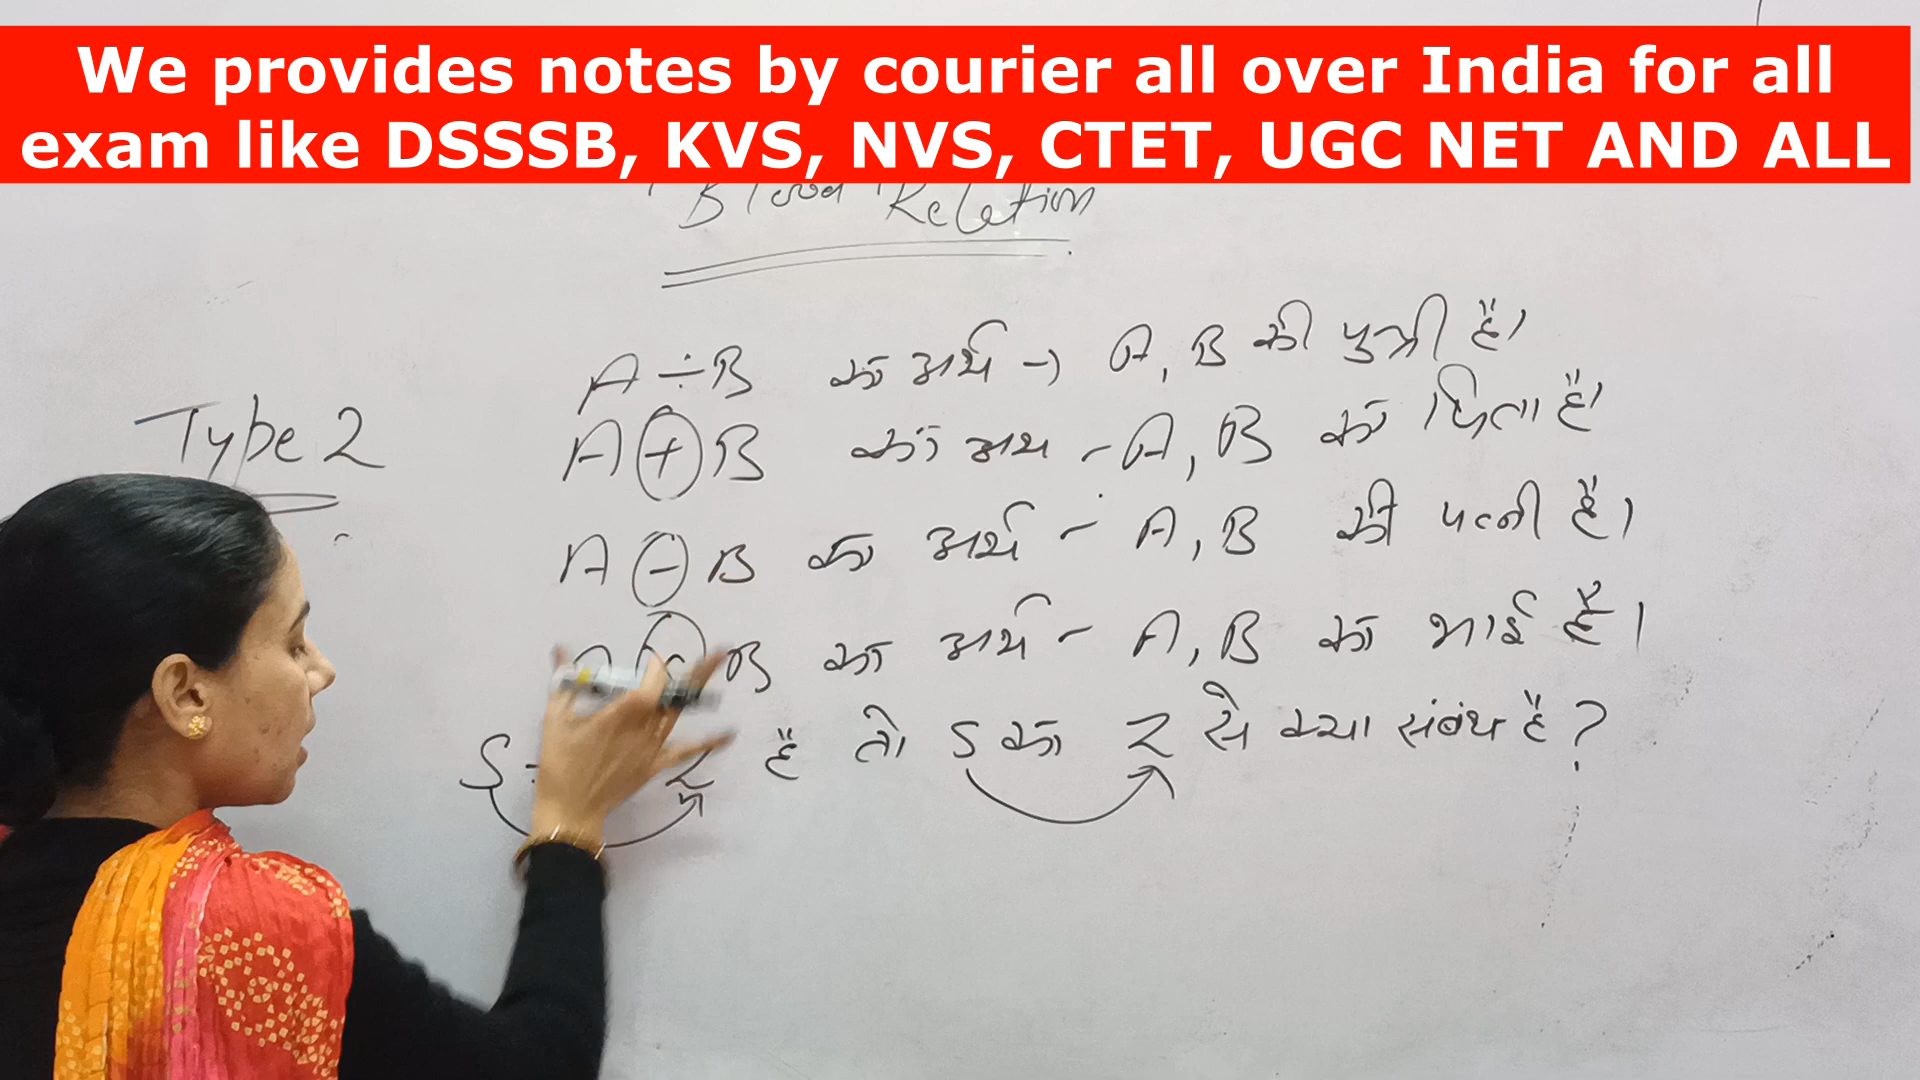 We provides notes by courier all over India for all
exam like DSSSB, KVS, NVS, CTET, UGC NET AND ALL
Blood Relation
Type 2
A ÷ B का अर्थ → A, B की पुत्री है।
A + B का अर्थ - A, B का पिता है।
A - B का अर्थ - A, B की पत्नी है।
B का अर्थ - A, B का भाई है।
S Z है तो S का Z से क्या संबंध है ?